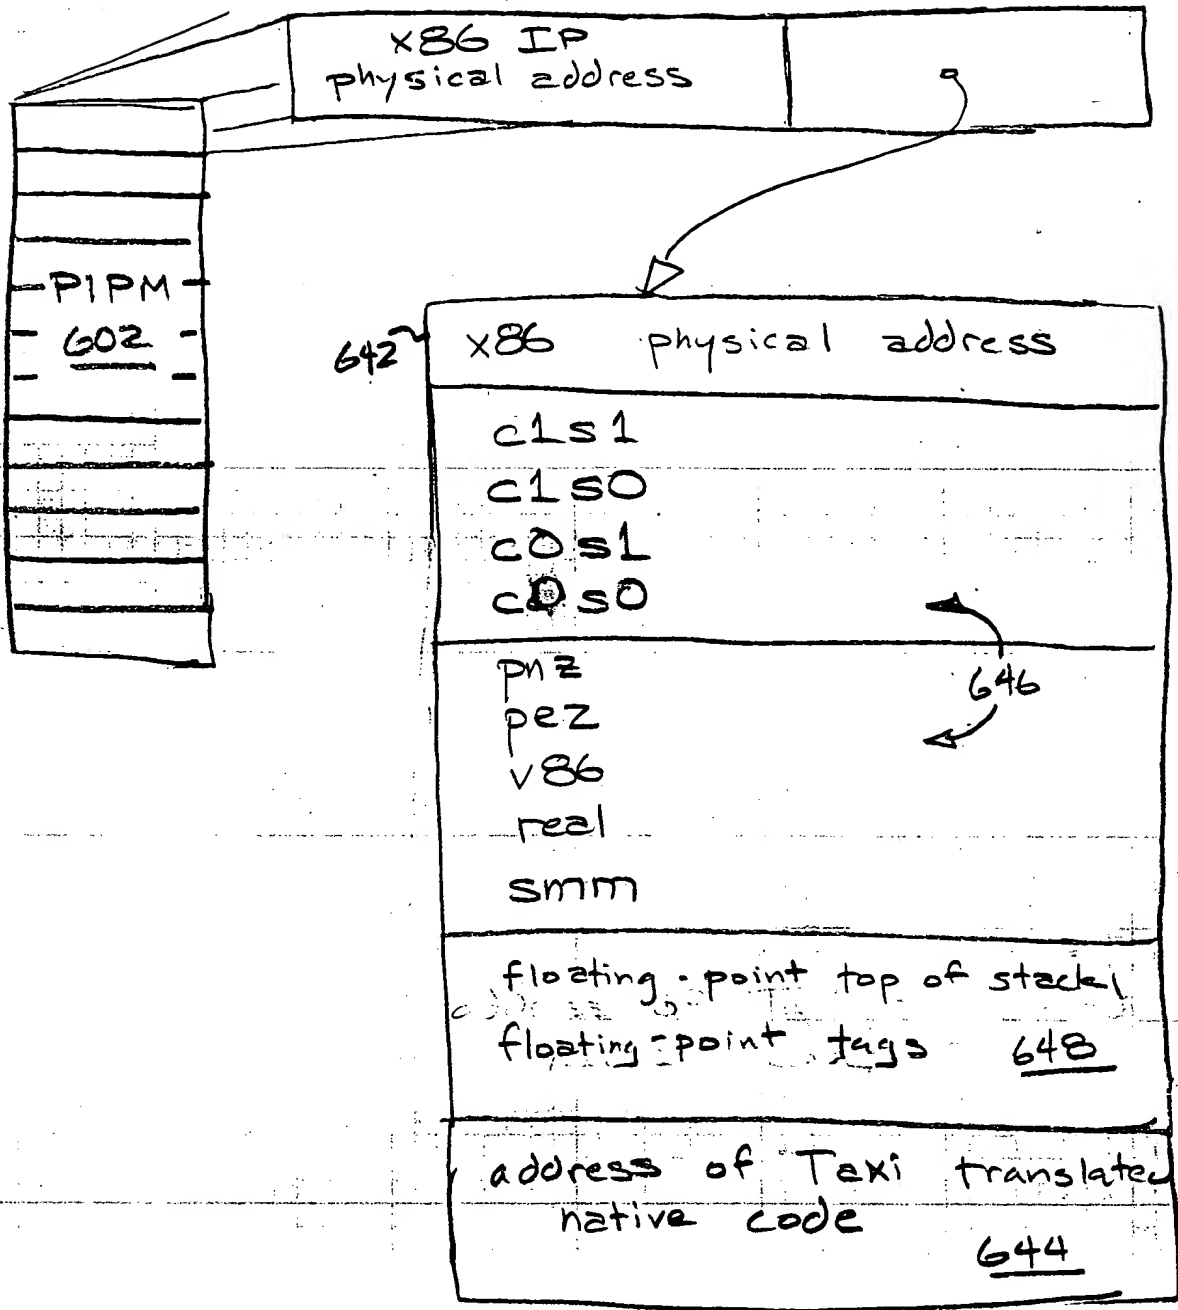 x86 IP
physical address
PIPM
602
642
x86 physical address
c1s1
c1s0
c0s1
c0s0
646
pnz
pez
v86
real
smm
floating-point top of stack,
floating-point tags 648
address of Taxi translated
native code
644